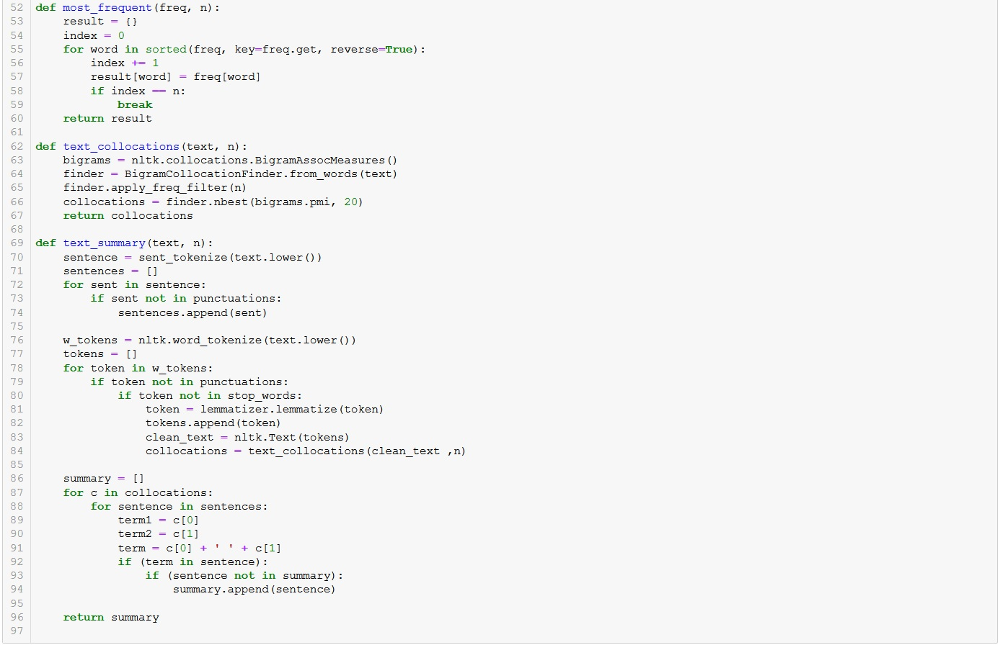 52 def most_frequent(freq, n):
53     result = {}
54     index = 0
55     for word in sorted(freq, key=freq.get, reverse=True):
56         index += 1
57         result[word] = freq[word]
58         if index == n:
59             break
60     return result
61
62 def text_collocations(text, n):
63     bigrams = nltk.collocations.BigramAssocMeasures()
64     finder = BigramCollocationFinder.from_words(text)
65     finder.apply_freq_filter(n)
66     collocations = finder.nbest(bigrams.pmi, 20)
67     return collocations
68
69 def text_summary(text, n):
70     sentence = sent_tokenize(text.lower())
71     sentences = []
72     for sent in sentence:
73         if sent not in punctuations:
74             sentences.append(sent)
75
76     w_tokens = nltk.word_tokenize(text.lower())
77     tokens = []
78     for token in w_tokens:
79         if token not in punctuations:
80             if token not in stop_words:
81                 token = lemmatizer.lemmatize(token)
82                 tokens.append(token)
83                 clean_text = nltk.Text(tokens)
84                 collocations = text_collocations(clean_text ,n)
85
86     summary = []
87     for c in collocations:
88         for sentence in sentences:
89             term1 = c[0]
90             term2 = c[1]
91             term = c[0] + ' ' + c[1]
92             if (term in sentence):
93                 if (sentence not in summary):
94                     summary.append(sentence)
95
96     return summary
97